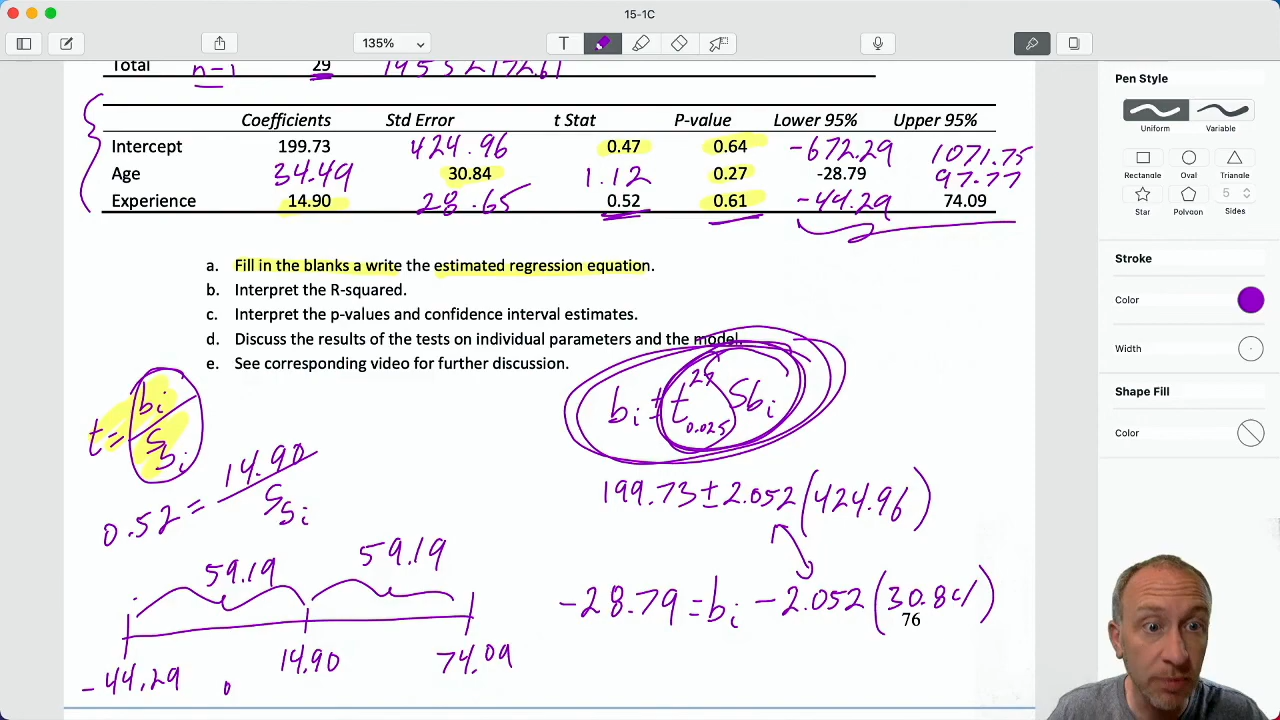 15-1C
135%
T
Pen Style
Uniform Variable
Rectangle Oval Triangle
Star Polygon 5 Sides
Stroke
Color
Width
Shape Fill
Color
Total n-1 29 19552172.61
Coefficients Std Error t Stat P-value Lower 95% Upper 95%
Intercept 199.73 424.96 0.47 0.64 -672.29 1071.75
Age 34.49 30.84 1.12 0.27 -28.79 97.77
Experience 14.90 28.65 0.52 0.61 -44.29 74.09
a. Fill in the blanks a write the estimated regression equation.
b. Interpret the R-squared.
c. Interpret the p-values and confidence interval estimates.
d. Discuss the results of the tests on individual parameters and the model.
e. See corresponding video for further discussion.
t = bi / Sbi
bi ± t 27 0.025 Sbi
0.52 = 14.90 / Sbi
199.73 ± 2.052 (424.96)
59.19 59.19
-28.79 = bi - 2.052 (30.84)
76
-44.29 0 14.90 74.09